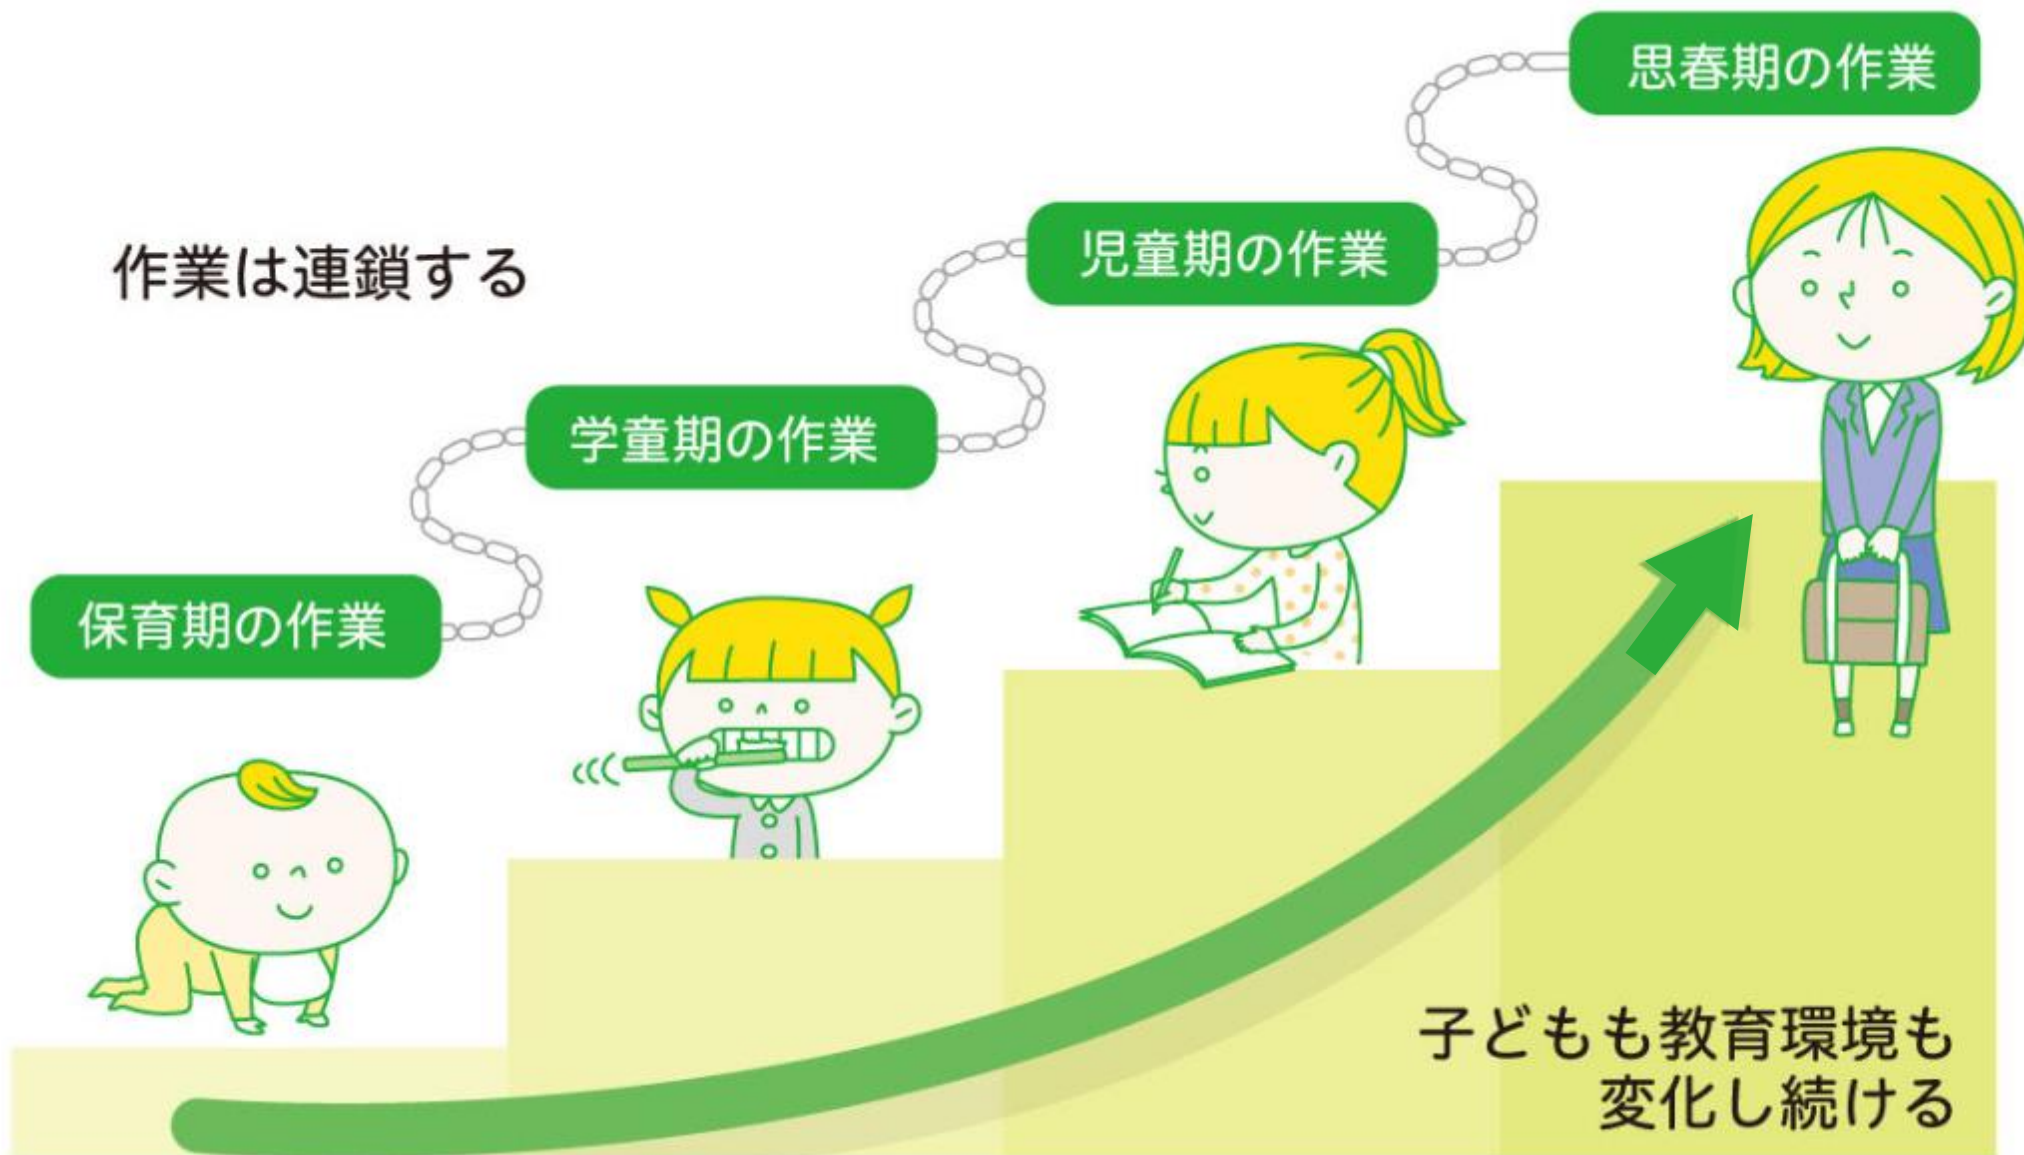 思春期の作業
児童期の作業
作業は連鎖する
学童期の作業
保育期の作業
子どもも教育環境も
変化し続ける